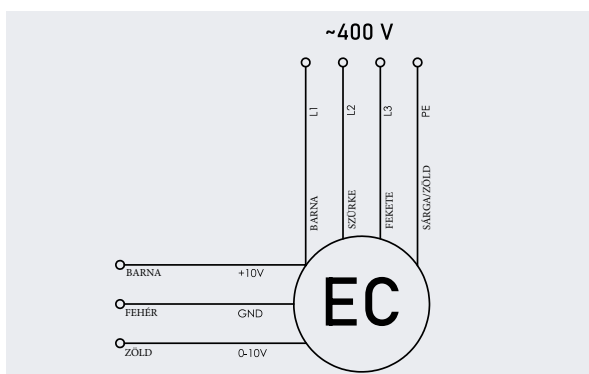 ~400 V
L1
L2
L3
PE
BARNA
SZÜRKE
FEKETE
SÁRGA/ZÖLD
BARNA +10V
FEHÉR GND
ZÖLD 0-10V
EC